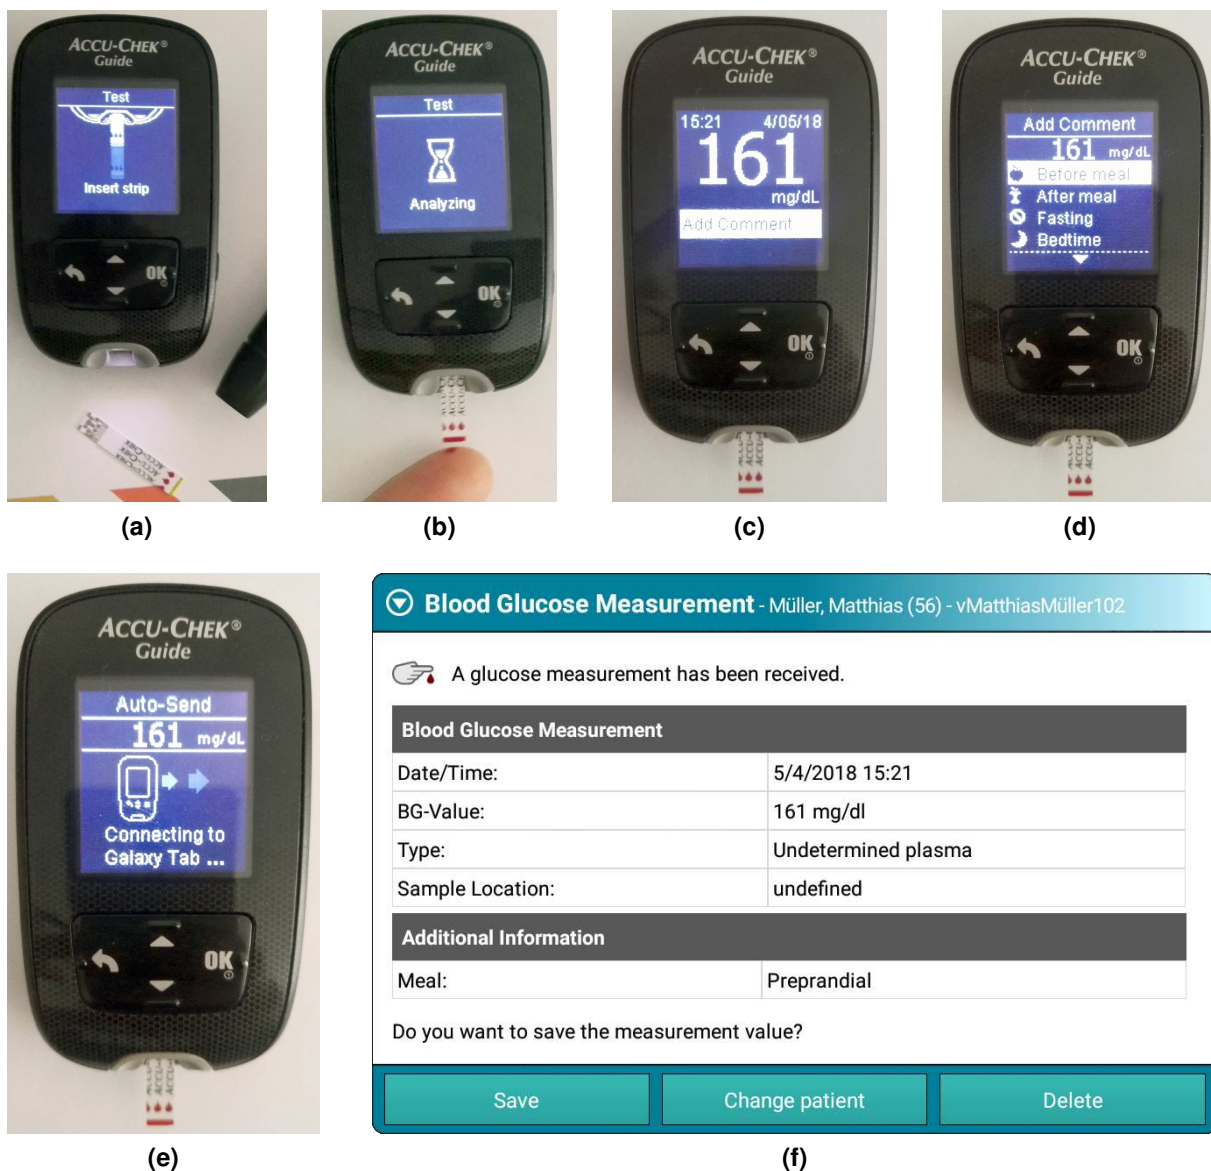 ACCU-CHEK®
Guide
Test
Insert strip
OK
ACCU-CHEK
ACCU-CHEK
(a)
ACCU-CHEK®
Guide
Test
Analyzing
OK
(b)
ACCU-CHEK®
Guide
15:21 4/05/18
161
mg/dL
Add Comment
OK
(c)
ACCU-CHEK®
Guide
Add Comment
161 mg/dL
Before meal
After meal
Fasting
Bedtime
OK
(d)
ACCU-CHEK®
Guide
Auto-Send
161 mg/dL
Connecting to
Galaxy Tab ...
OK
(e)
Blood Glucose Measurement - Müller, Matthias (56) - vMatthiasMüller102
A glucose measurement has been received.
Blood Glucose Measurement
Date/Time: 5/4/2018 15:21
BG-Value: 161 mg/dl
Type: Undetermined plasma
Sample Location: undefined
Additional Information
Meal: Preprandial
Do you want to save the measurement value?
Save Change patient Delete
(f)